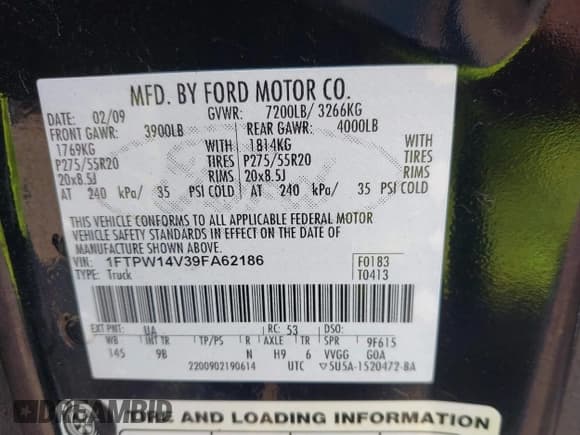 MFD. BY FORD MOTOR CO.
DATE: 02/09 GVWR: 7200LB/ 3266KG
FRONT GAWR: 3900LB REAR GAWR: 4000LB
1769KG WITH 1814KG WITH
P275/55R20 TIRES P275/55R20 TIRES
20x8.5J RIMS 20x8.5J RIMS
AT 240 kPa/ 35 PSI COLD AT 240 kPa/ 35 PSI COLD
THIS VEHICLE CONFORMS TO ALL APPLICABLE FEDERAL MOTOR
VEHICLE SAFETY STANDARDS IN EFFECT ON THE DATE OF
MANUFACTURE SHOWN ABOVE.
VIN: 1FTPW14V39FA62186 F0183
TYPE: Truck T0413
EXT PNT: UA RC: 53 DSO:
WB INT TR TP/PS R AXLE TR SPR 9F615
145 9B N H9 6 VVGG G0A
2200902190614 UTC ▽5U5A-1520472-BA
TIRE AND LOADING INFORMATION
DREAMBID